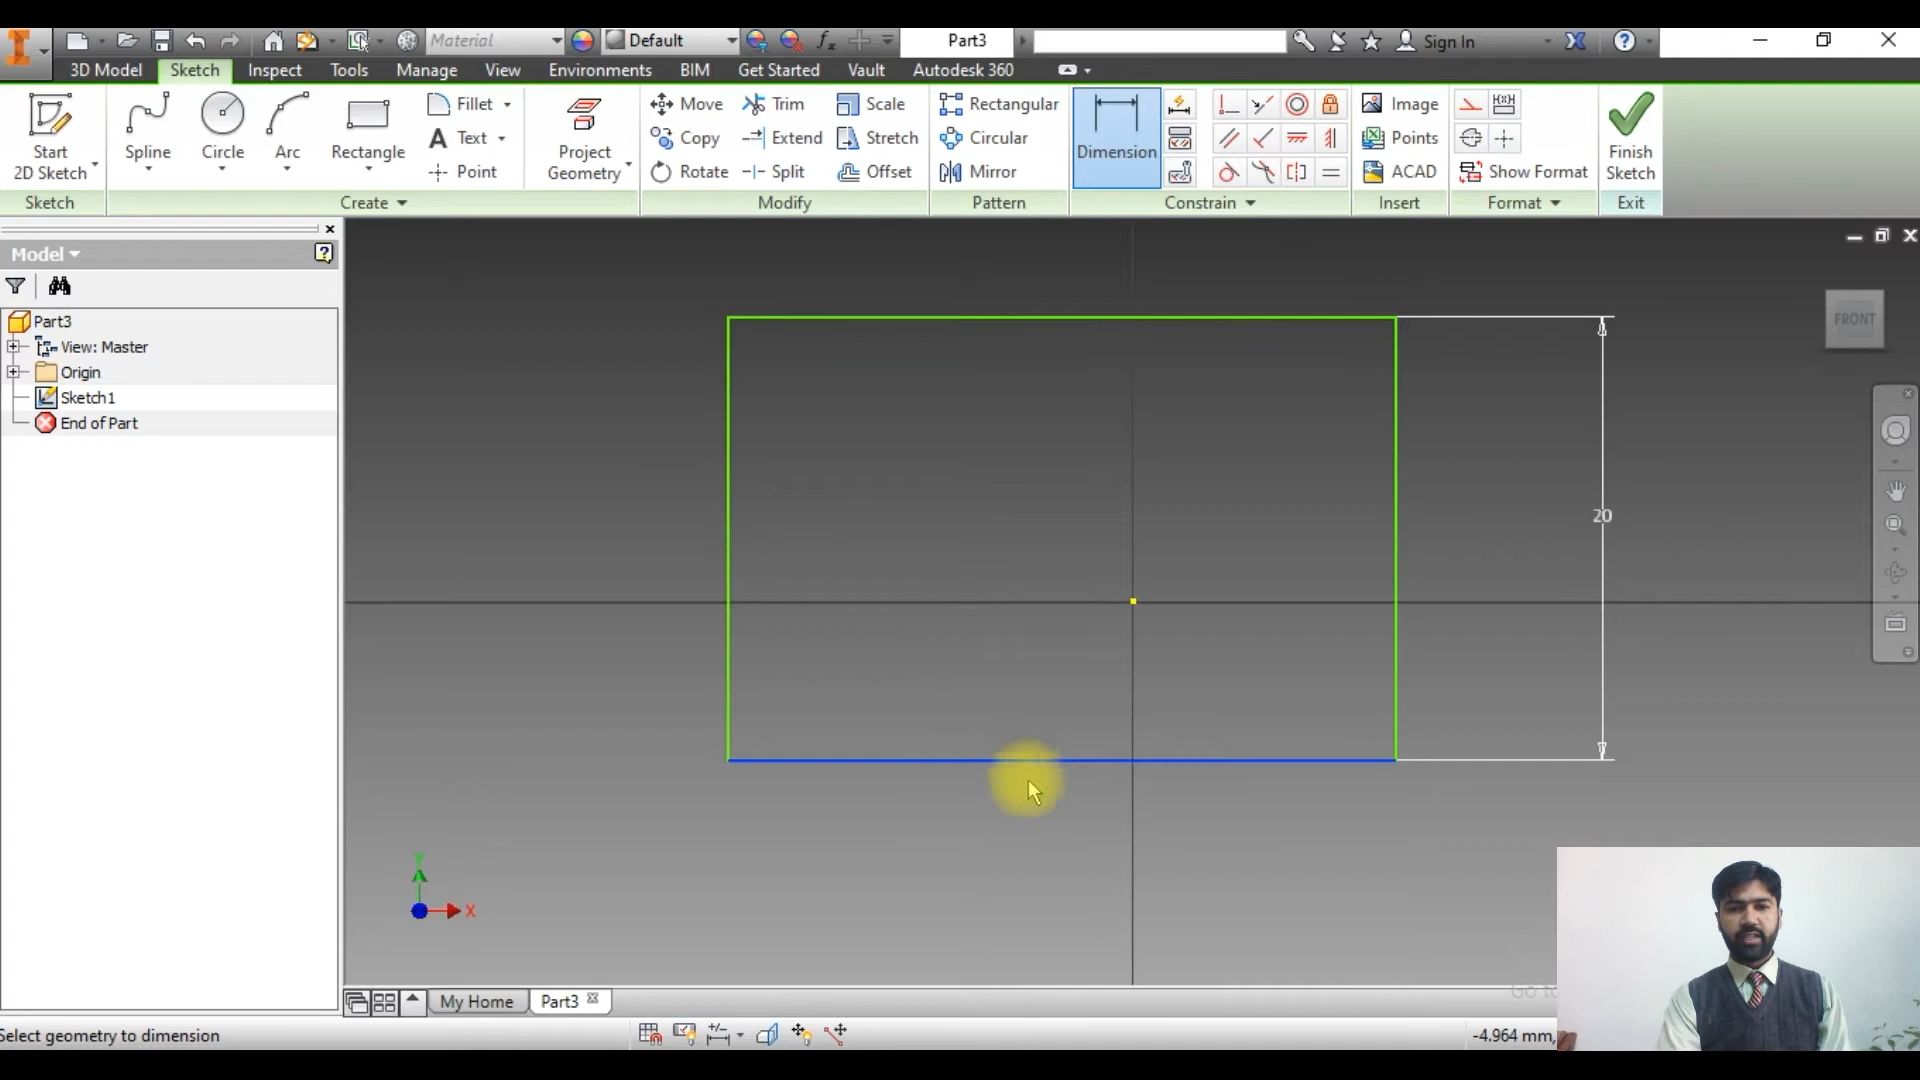 Material
Default
Part3
Sign In
3D Model
Sketch
Inspect
Tools
Manage
View
Environments
BIM
Get Started
Vault
Autodesk 360
Start
2D Sketch
Spline
Circle
Arc
Rectangle
Fillet
Text
Point
Project
Geometry
Move
Copy
Rotate
Trim
Extend
Split
Scale
Stretch
Offset
Rectangular
Circular
Mirror
Dimension
Image
Points
ACAD
Show Format
Finish
Sketch
Sketch
Create
Modify
Pattern
Constrain
Insert
Format
Exit
Model
Part3
View: Master
Origin
Sketch1
End of Part
FRONT
20
Y
X
My Home
Part3
Go to
Select geometry to dimension
-4.964 mm,